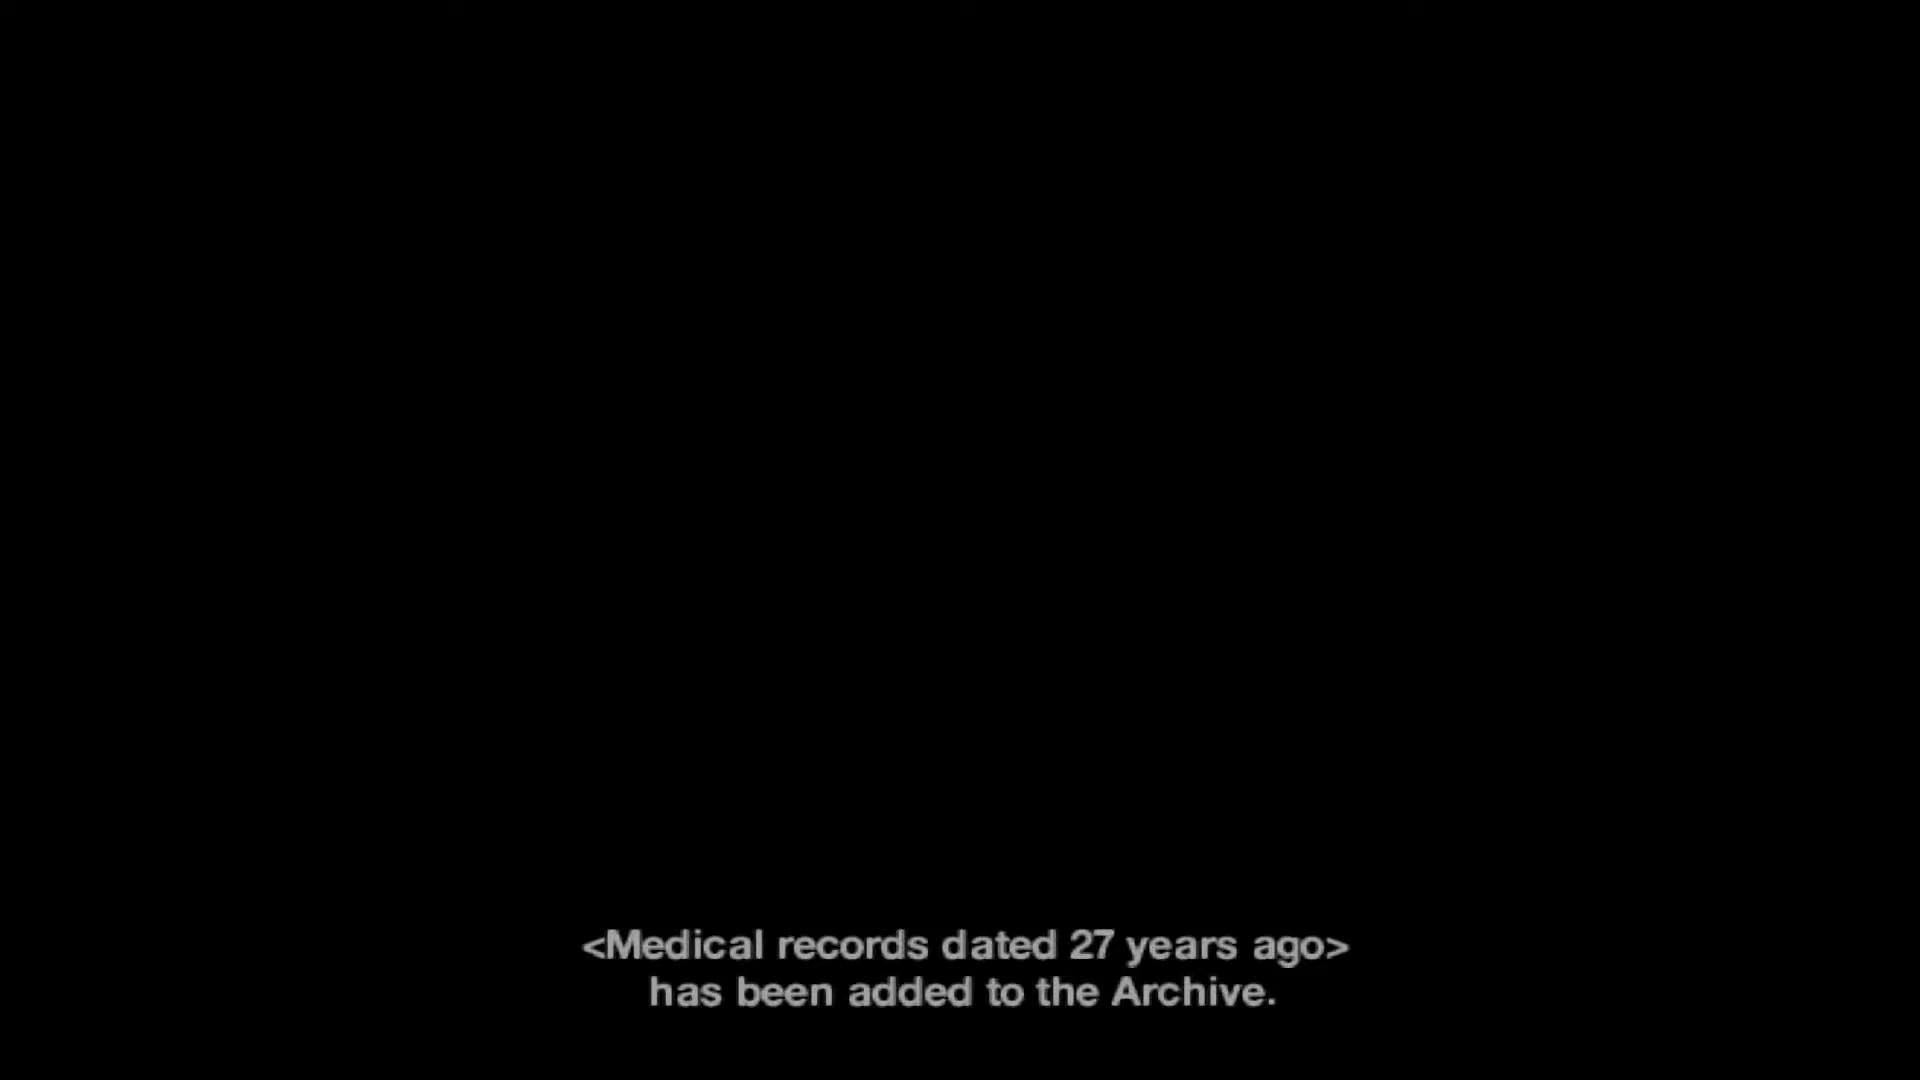 <Medical records dated 27 years ago>
has been added to the Archive.